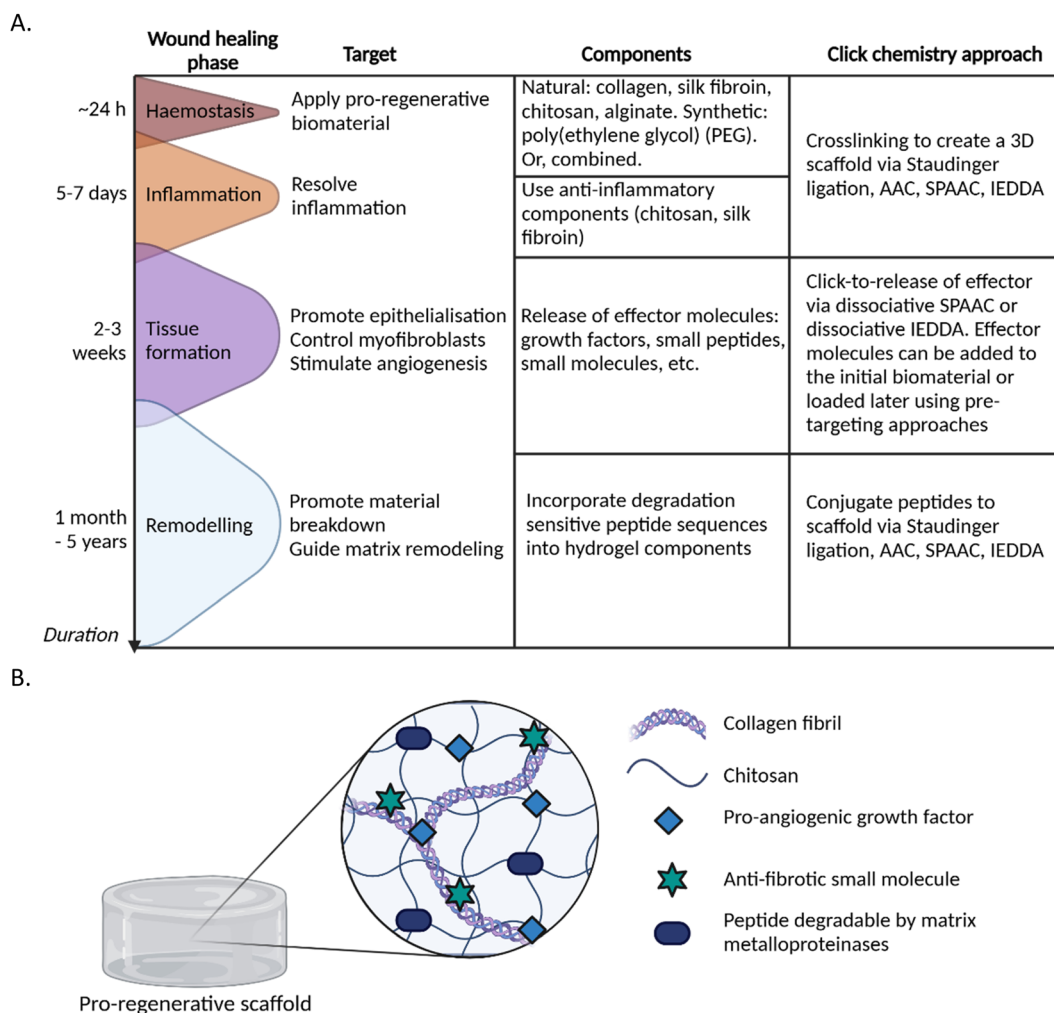 A.
Wound healing
phase
Target
Components
Click chemistry approach
~24 h
Haemostasis
Apply pro-regenerative
biomaterial
Natural: collagen, silk fibroin,
chitosan, alginate. Synthetic:
poly(ethylene glycol) (PEG).
Or, combined.
Crosslinking to create a 3D
scaffold via Staudinger
ligation, AAC, SPAAC, IEDDA
5-7 days
Inflammation
Resolve
inflammation
Use anti-inflammatory
components (chitosan, silk
fibroin)
2-3
weeks
Tissue
formation
Promote epithelialisation
Control myofibroblasts
Stimulate angiogenesis
Release of effector molecules:
growth factors, small peptides,
small molecules, etc.
Click-to-release of effector
via dissociative SPAAC or
dissociative IEDDA. Effector
molecules can be added to
the initial biomaterial or
loaded later using pre-
targeting approaches
1 month
- 5 years
Remodelling
Promote material
breakdown
Guide matrix remodeling
Incorporate degradation
sensitive peptide sequences
into hydrogel components
Conjugate peptides to
scaffold via Staudinger
ligation, AAC, SPAAC, IEDDA
Duration
B.
Collagen fibril
Chitosan
Pro-angiogenic growth factor
Anti-fibrotic small molecule
Peptide degradable by matrix
metalloproteinases
Pro-regenerative scaffold